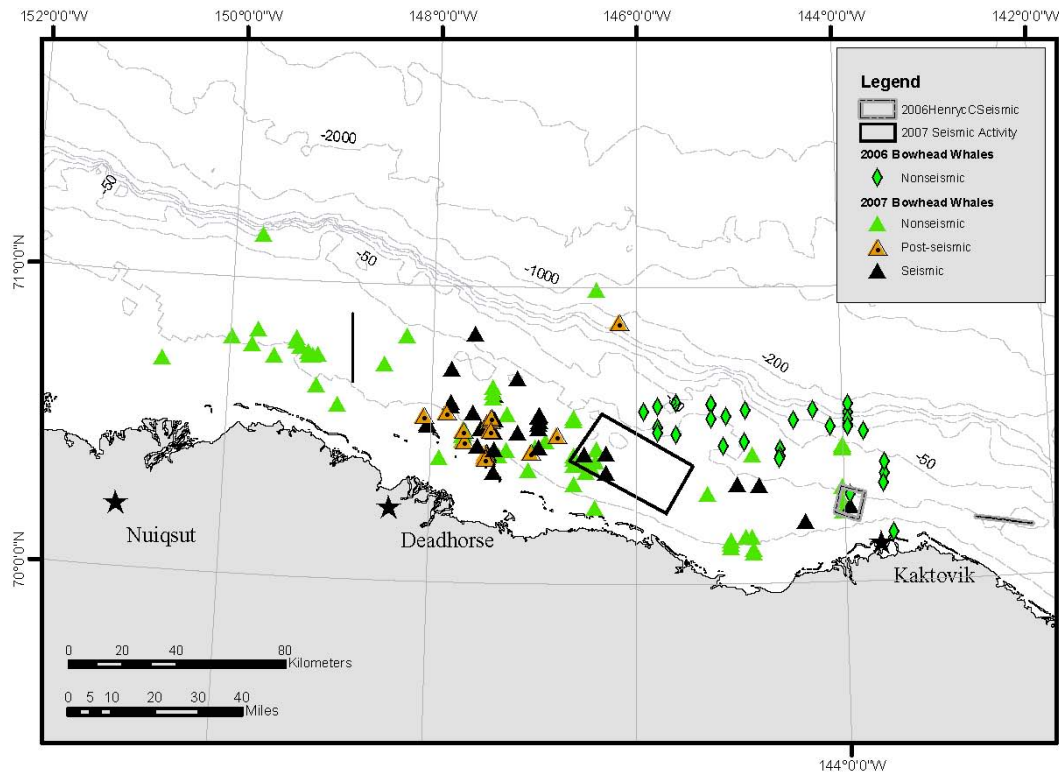 152°0'0"W 150°0'0"W 148°0'0"W 146°0'0"W 144°0'0"W 142°0'0"W
Legend
2006HenrycCSeismic
2007 Seismic Activity
2006 Bowhead Whales
Nonseismic
2007 Bowhead Whales
Nonseismic
Post-seismic
Seismic
-2000
-50
-50
-1000
71°0'0"N
-200
-50
Nuiqsut
Deadhorse
70°0'0"N
Kaktovik
0 20 40 80
Kilometers
0 5 10 20 30 40
Miles
144°0'0"W